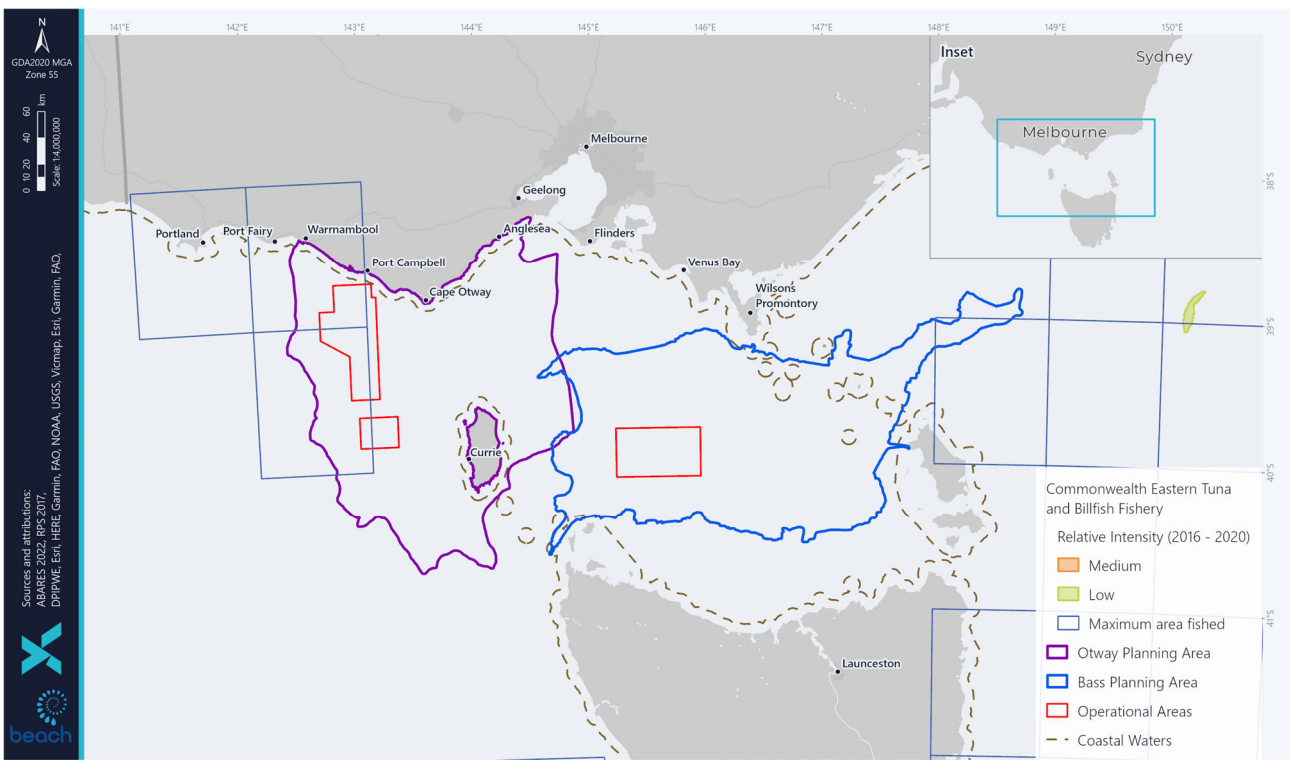 141°E
142°E
143°E
144°E
145°E
146°E
147°E
148°E
149°E
150°E
N
GDA2020 MGA
Zone 55
0 10 20 40 60
km
Scale: 1:4,000,000
Sources and attributions:
ABARES 2022, RPS 2017,
DPIPWE, Esri, HERE, Garmin, FAO, NOAA, USGS, Vicmap, Esri, Garmin, FAO,
beach
Inset
Sydney
Melbourne
Melbourne
Geelong
Portland
Port Fairy
Warrnambool
Anglesea
Flinders
Port Campbell
Venus Bay
Cape Otway
Wilsons
Promontory
Currie
Launceston
38°S
39°S
40°S
41°S
Commonwealth Eastern Tuna
and Billfish Fishery
Relative Intensity (2016 - 2020)
Medium
Low
Maximum area fished
Otway Planning Area
Bass Planning Area
Operational Areas
Coastal Waters